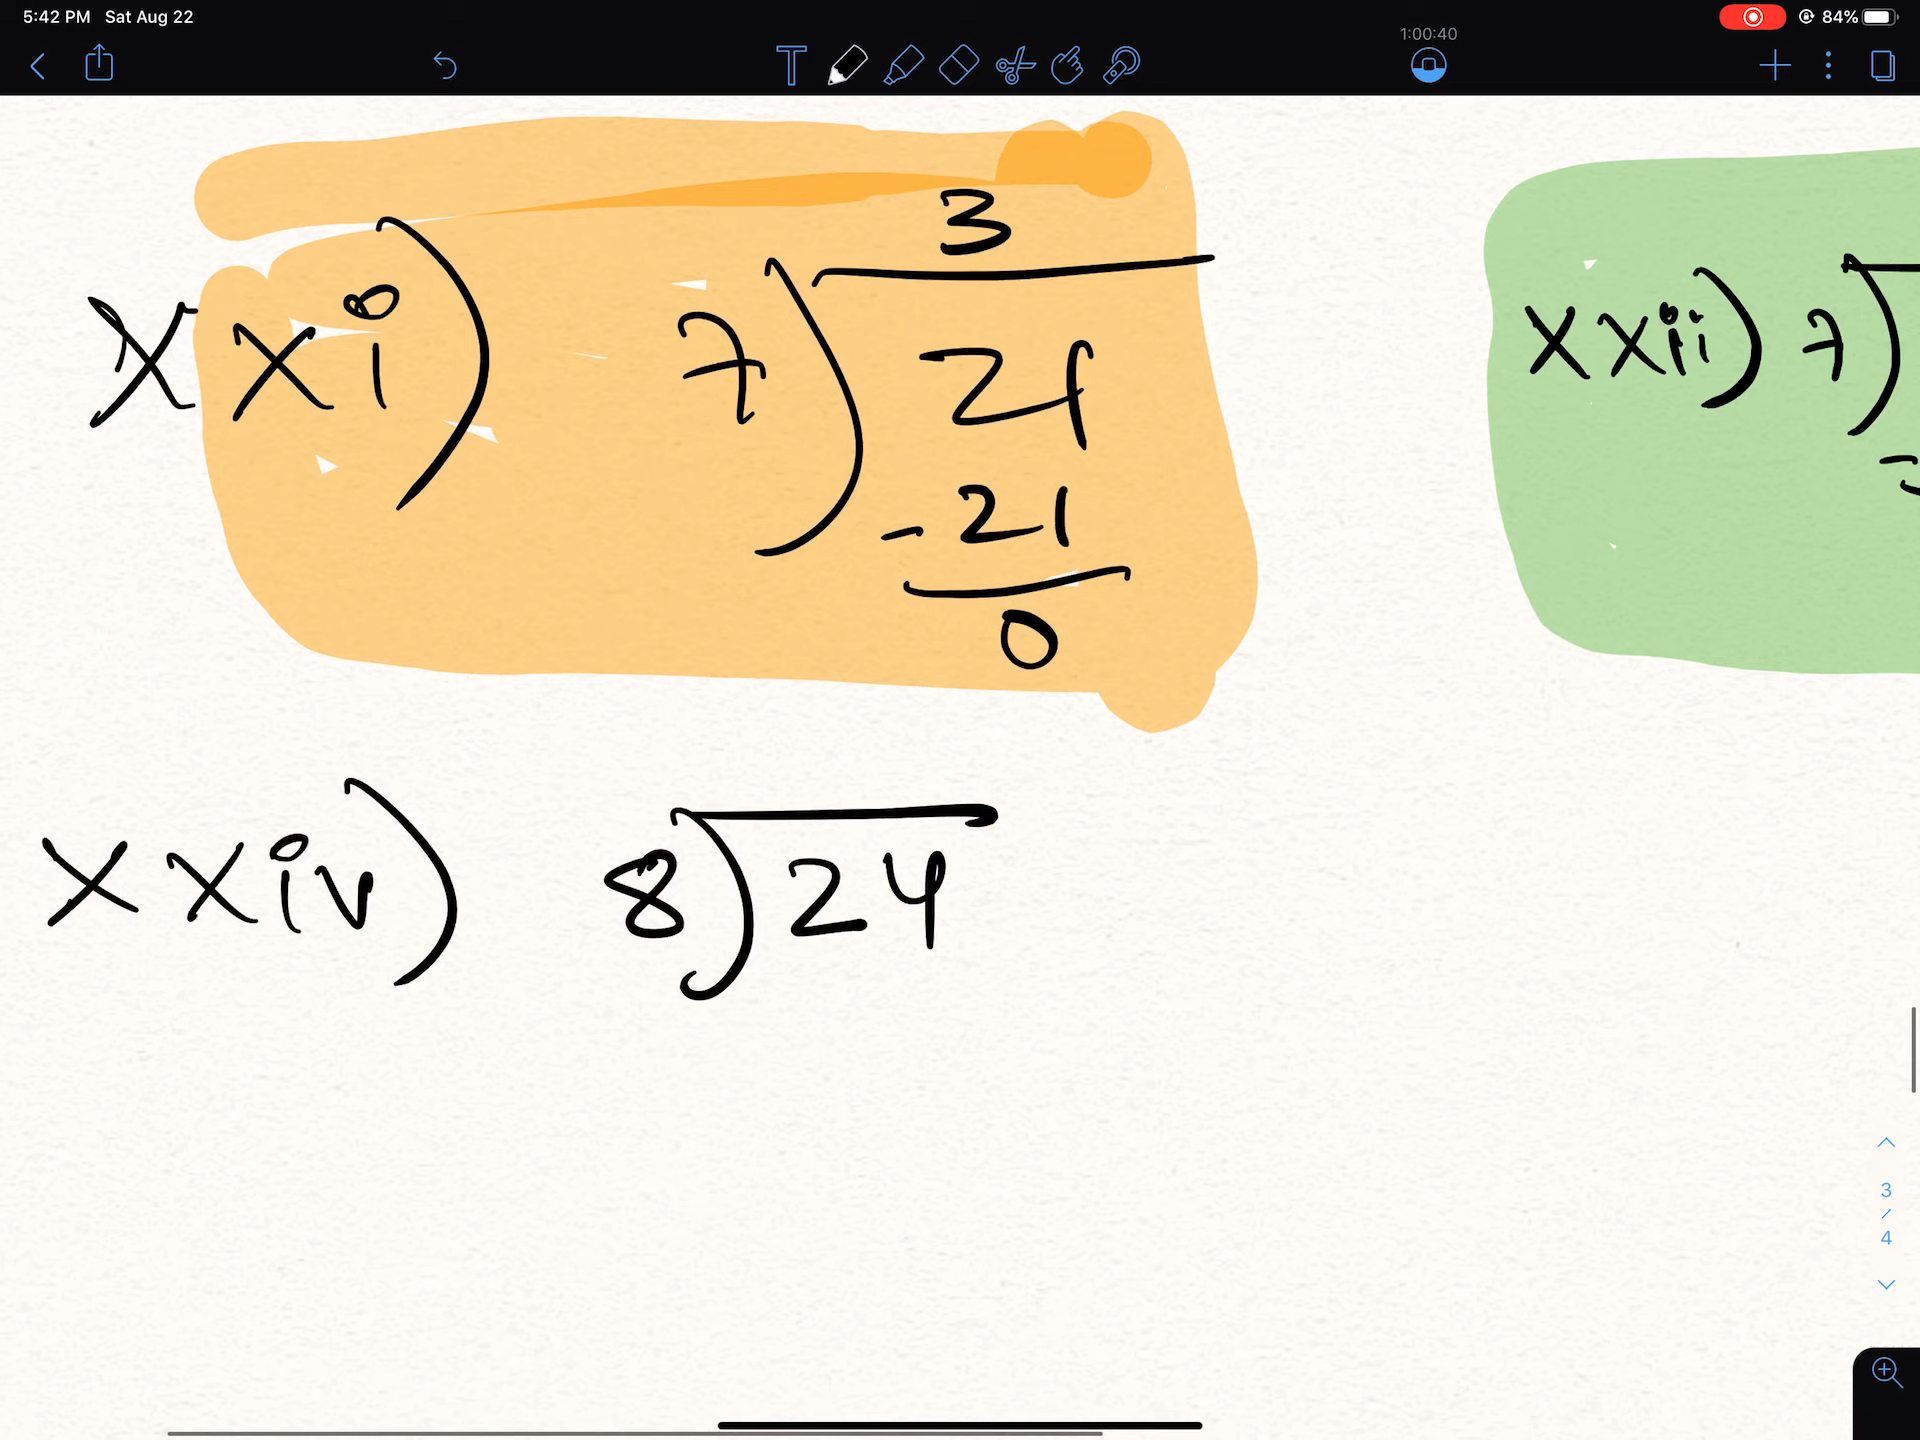 5:42 PM Sat Aug 22
84%
1:00:40
3
xxi) 7) 21
-21
0
xxii) 7)
-
xxiv) 8) 24
3
/
4